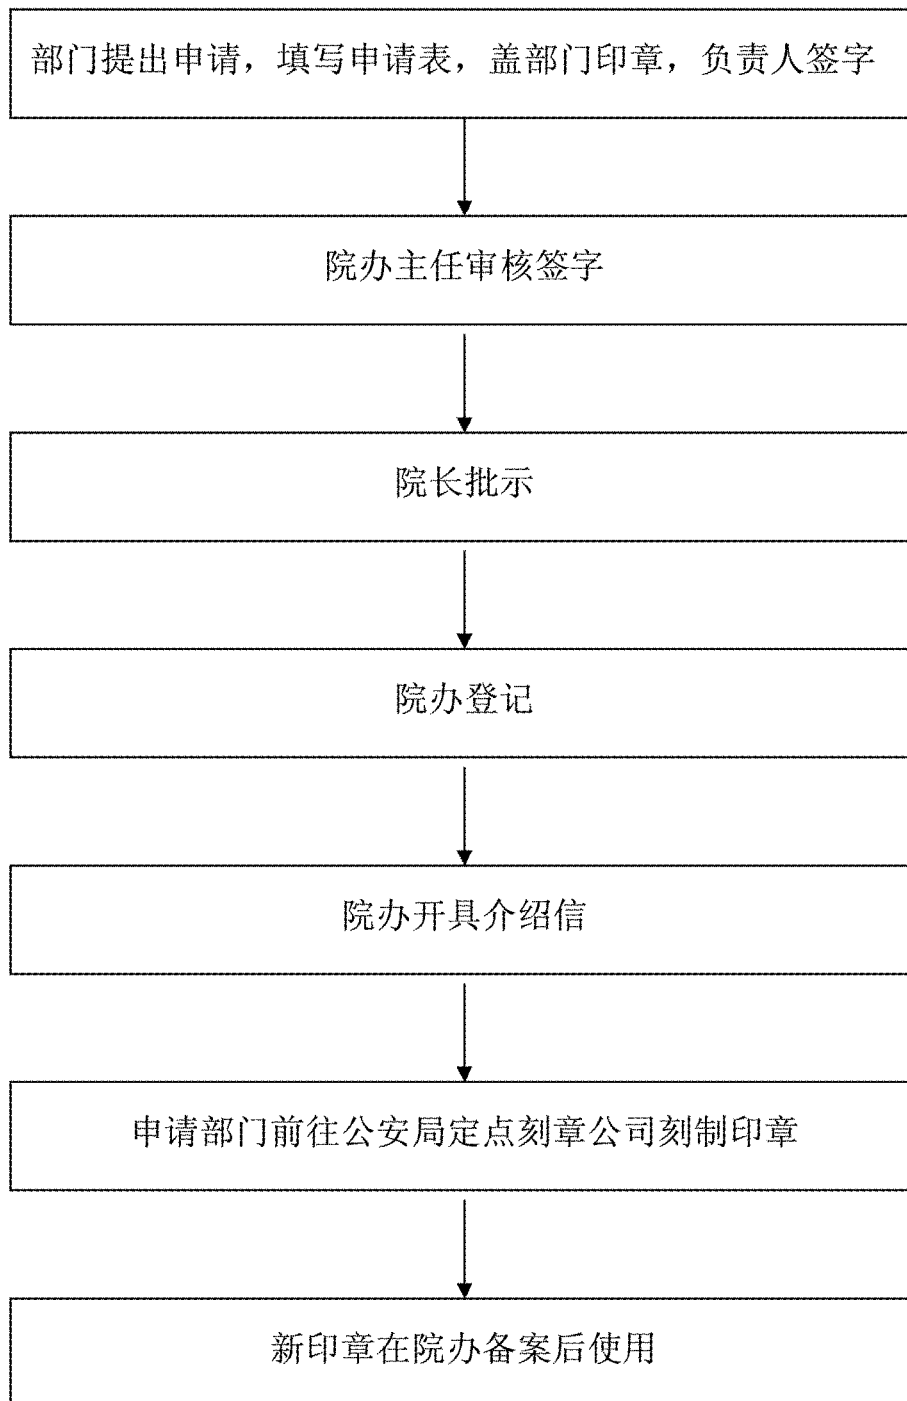 部门提出申请，填写申请表，盖部门印章，负责人签字
院办主任审核签字
院长批示
院办登记
院办开具介绍信
申请部门前往公安局定点刻章公司刻制印章
新印章在院办备案后使用